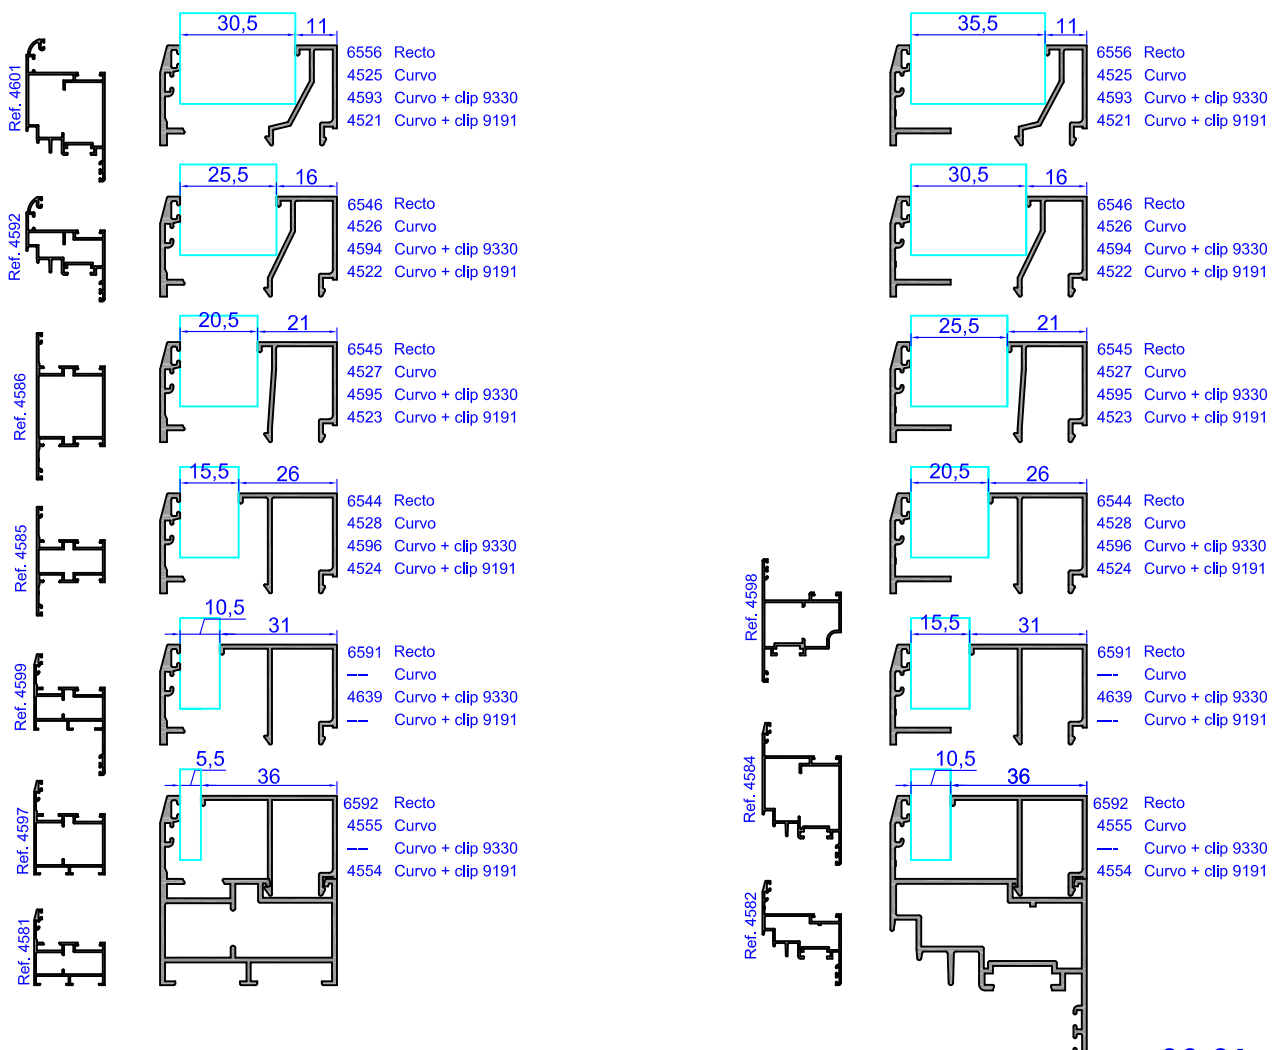 Ref. 4601
Ref. 4592
Ref. 4586
Ref. 4585
Ref. 4599
Ref. 4597
Ref. 4581
30,5 11
6556 Recto
4525 Curvo
4593 Curvo + clip 9330
4521 Curvo + clip 9191
25,5 16
6546 Recto
4526 Curvo
4594 Curvo + clip 9330
4522 Curvo + clip 9191
20,5 21
6545 Recto
4527 Curvo
4595 Curvo + clip 9330
4523 Curvo + clip 9191
15,5 26
6544 Recto
4528 Curvo
4596 Curvo + clip 9330
4524 Curvo + clip 9191
10,5 31
6591 Recto
--- Curvo
4639 Curvo + clip 9330
--- Curvo + clip 9191
5,5 36
6592 Recto
4555 Curvo
--- Curvo + clip 9330
4554 Curvo + clip 9191
Ref. 4598
Ref. 4584
Ref. 4582
35,5 11
6556 Recto
4525 Curvo
4593 Curvo + clip 9330
4521 Curvo + clip 9191
30,5 16
6546 Recto
4526 Curvo
4594 Curvo + clip 9330
4522 Curvo + clip 9191
25,5 21
6545 Recto
4527 Curvo
4595 Curvo + clip 9330
4523 Curvo + clip 9191
20,5 26
6544 Recto
4528 Curvo
4596 Curvo + clip 9330
4524 Curvo + clip 9191
15,5 31
6591 Recto
--- Curvo
4639 Curvo + clip 9330
--- Curvo + clip 9191
10,5 36
6592 Recto
4555 Curvo
--- Curvo + clip 9330
4554 Curvo + clip 9191